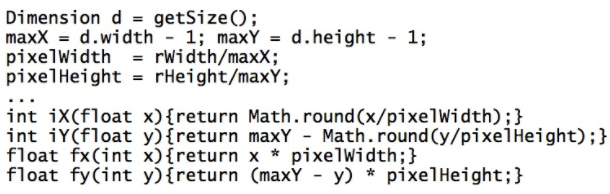 Dimension d = getSize();
maxX = d.width - 1; maxY = d.height - 1;
pixelWidth  = rWidth/maxX;
pixelHeight = rHeight/maxY;
...
int iX(float x){return Math.round(x/pixelWidth);}
int iY(float y){return maxY - Math.round(y/pixelHeight);}
float fx(int x){return x * pixelWidth;}
float fy(int y){return (maxY - y) * pixelHeight;}